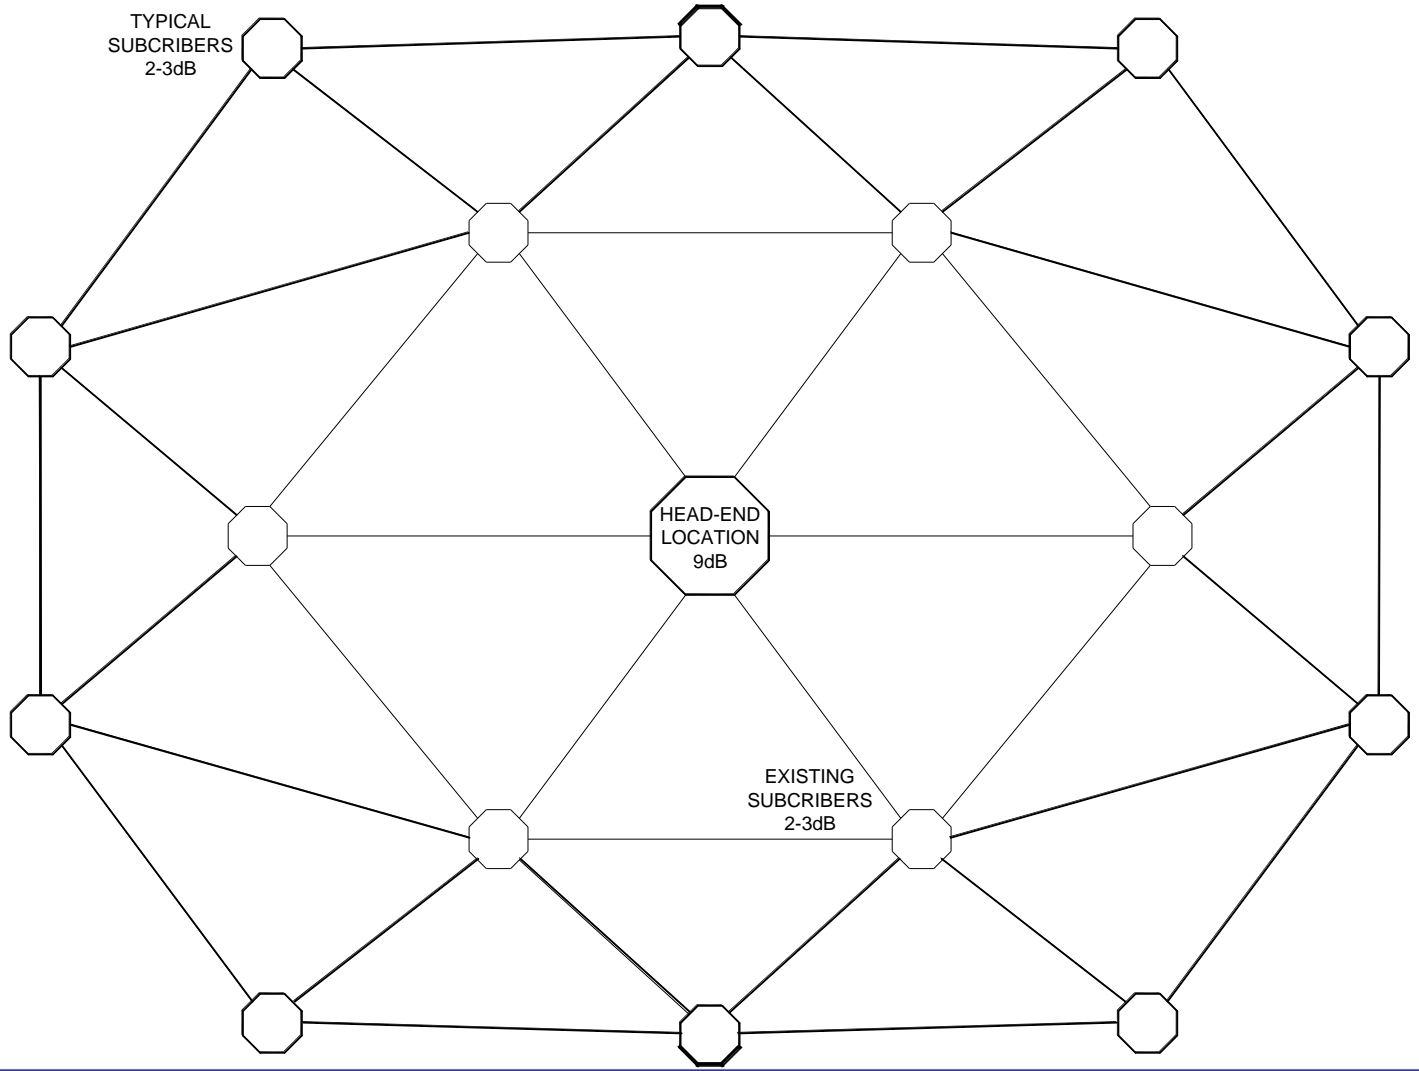 TYPICAL
SUBCRIBERS
2-3dB
HEAD-END
LOCATION
9dB
EXISTING
SUBCRIBERS
2-3dB